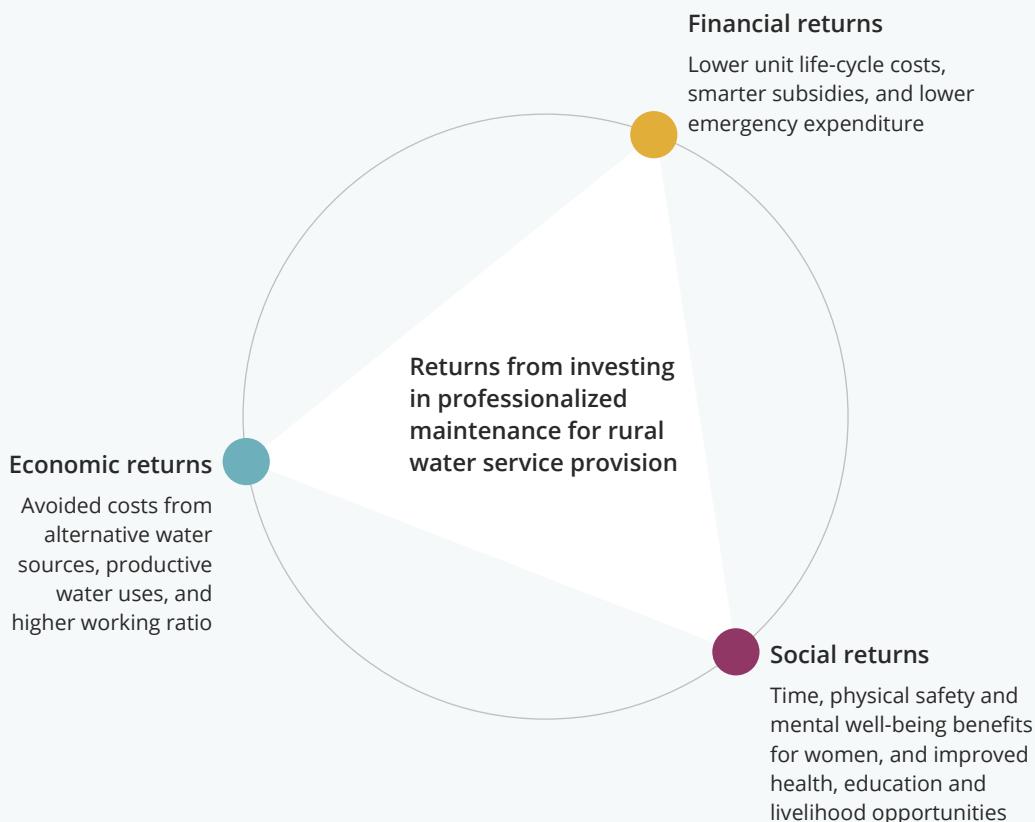 Financial returns
Lower unit life-cycle costs,
smarter subsidies, and lower
emergency expenditure
Returns from investing
in professionalized
maintenance for rural
water service provision
Economic returns
Avoided costs from
alternative water
sources, productive
water uses, and
higher working ratio
Social returns
Time, physical safety and
mental well-being benefits
for women, and improved
health, education and
livelihood opportunities